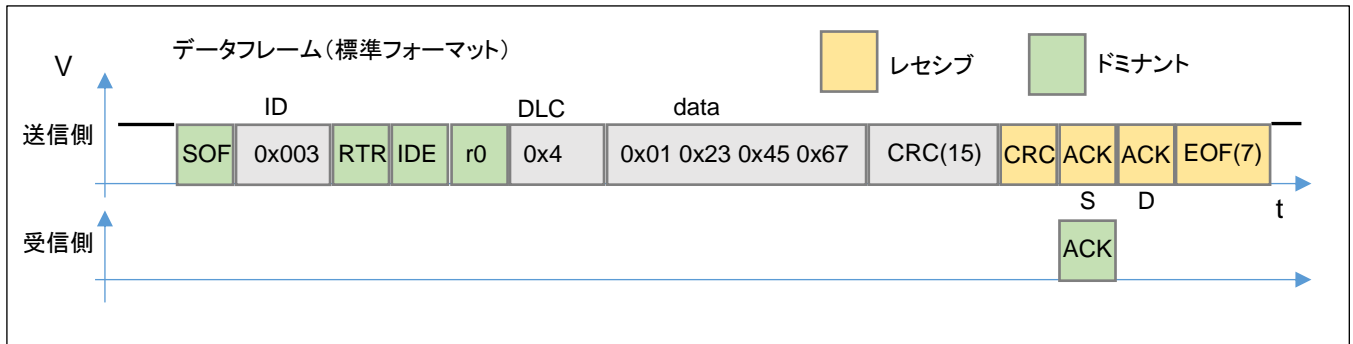 データフレーム(標準フォーマット)
レセシブ
ドミナント
V
ID
DLC
data
送信側
SOF 0x003 RTR IDE r0 0x4 0x01 0x23 0x45 0x67 CRC(15) CRC ACK ACK EOF(7)
S D
t
受信側
ACK